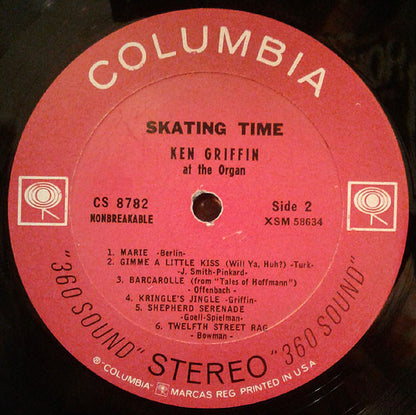 COLUMBIA
SKATING TIME
KEN GRIFFIN
at the Organ
CS 8782
NONBREAKABLE
Side 2
XSM 58634
1. MARIE -Berlin-
2. GIMME A LITTLE KISS (Will Ya, Huh?) -Turk-
-J. Smith-Pinkard-
3. BARCAROLLE (from "Tales of Hoffmann")
-Offenbach-
4. KRINGLE'S JINGLE -Griffin-
5. SHEPHERD SERENADE
-Goell-Spielman-
6. TWELFTH STREET RAG
-Bowman-
"360 SOUND" STEREO "360 SOUND"
® "COLUMBIA" MARCAS REG. PRINTED IN U.S.A.